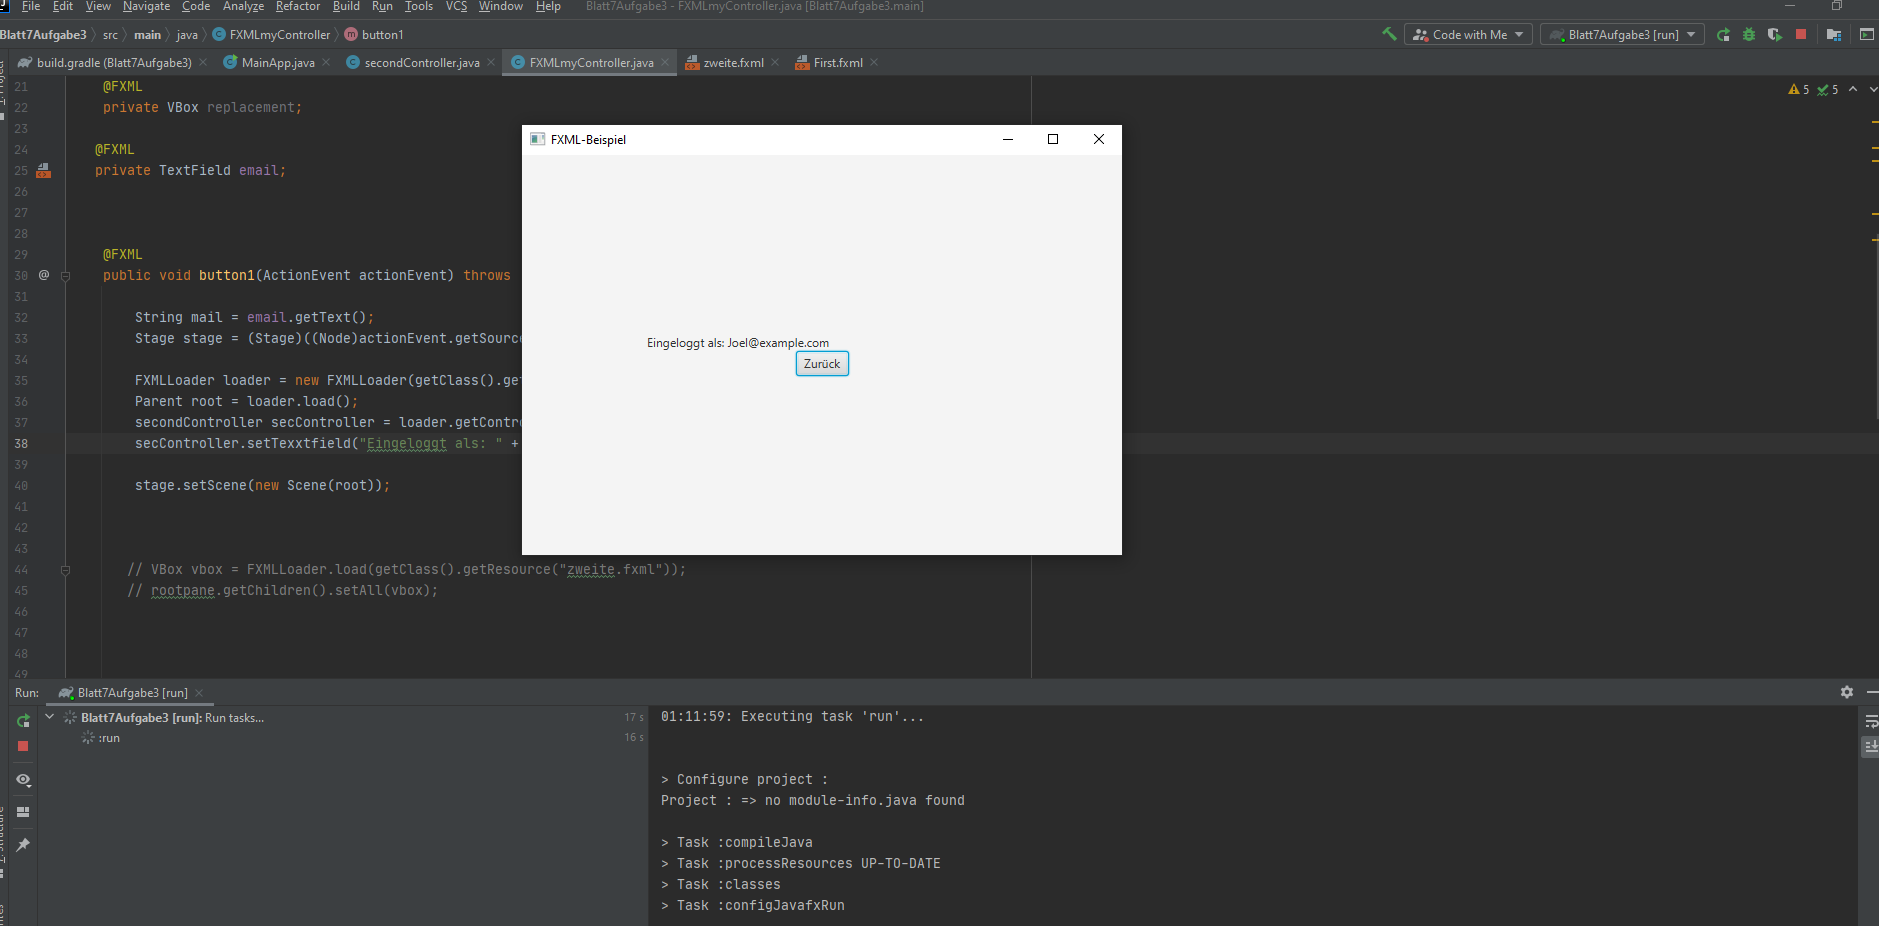 File Edit View Navigate Code Analyze Refactor Build Run Tools VCS Window Help Blatt7Aufgabe3 - FXMLmyController.java [Blatt7Aufgabe3.main]
Blatt7Aufgabe3 src main java FXMLmyController button1 Code with Me Blatt7Aufgabe3 [run]
build.gradle (Blatt7Aufgabe3) MainApp.java secondController.java FXMLmyController.java zweite.fxml First.fxml
21 @FXML
5 5
22 private VBox replacement;
23
24 @FXML
25 private TextField email;
26
27
28
29 @FXML
30 @ public void button1(ActionEvent actionEvent) throws
31
32 String mail = email.getText();
33 Stage stage = (Stage)((Node)actionEvent.getSourc
34
35 FXMLLoader loader = new FXMLLoader(getClass().get
36 Parent root = loader.load();
37 secondController secController = loader.getContr
38 secController.setTexxtfield("Eingeloggt als: " +
39
40 stage.setScene(new Scene(root));
41
42
43
44 // VBox vbox = FXMLLoader.load(getClass().getResource("zweite.fxml"));
45 // rootpane.getChildren().setAll(vbox);
46
47
48
49
FXML-Beispiel
Eingeloggt als: Joel@example.com
Zurück
Run: Blatt7Aufgabe3 [run]
Blatt7Aufgabe3 [run]: Run tasks... 17 s
:run 16 s
01:11:59: Executing task 'run'...
> Configure project :
Project : => no module-info.java found
> Task :compileJava
> Task :processResources UP-TO-DATE
> Task :classes
> Task :configJavafxRun